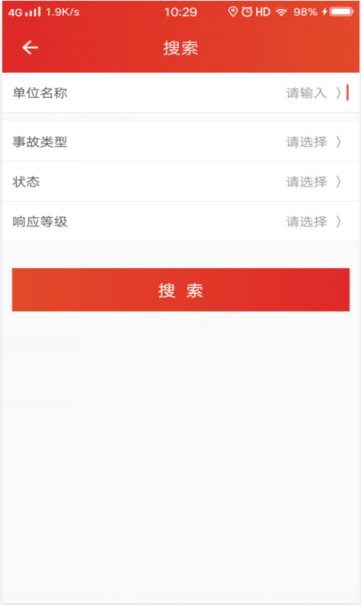 4G 1.9K/s 10:29 HD 98%
搜索
单位名称 请输入
事故类型 请选择
状态 请选择
响应等级 请选择
搜 索